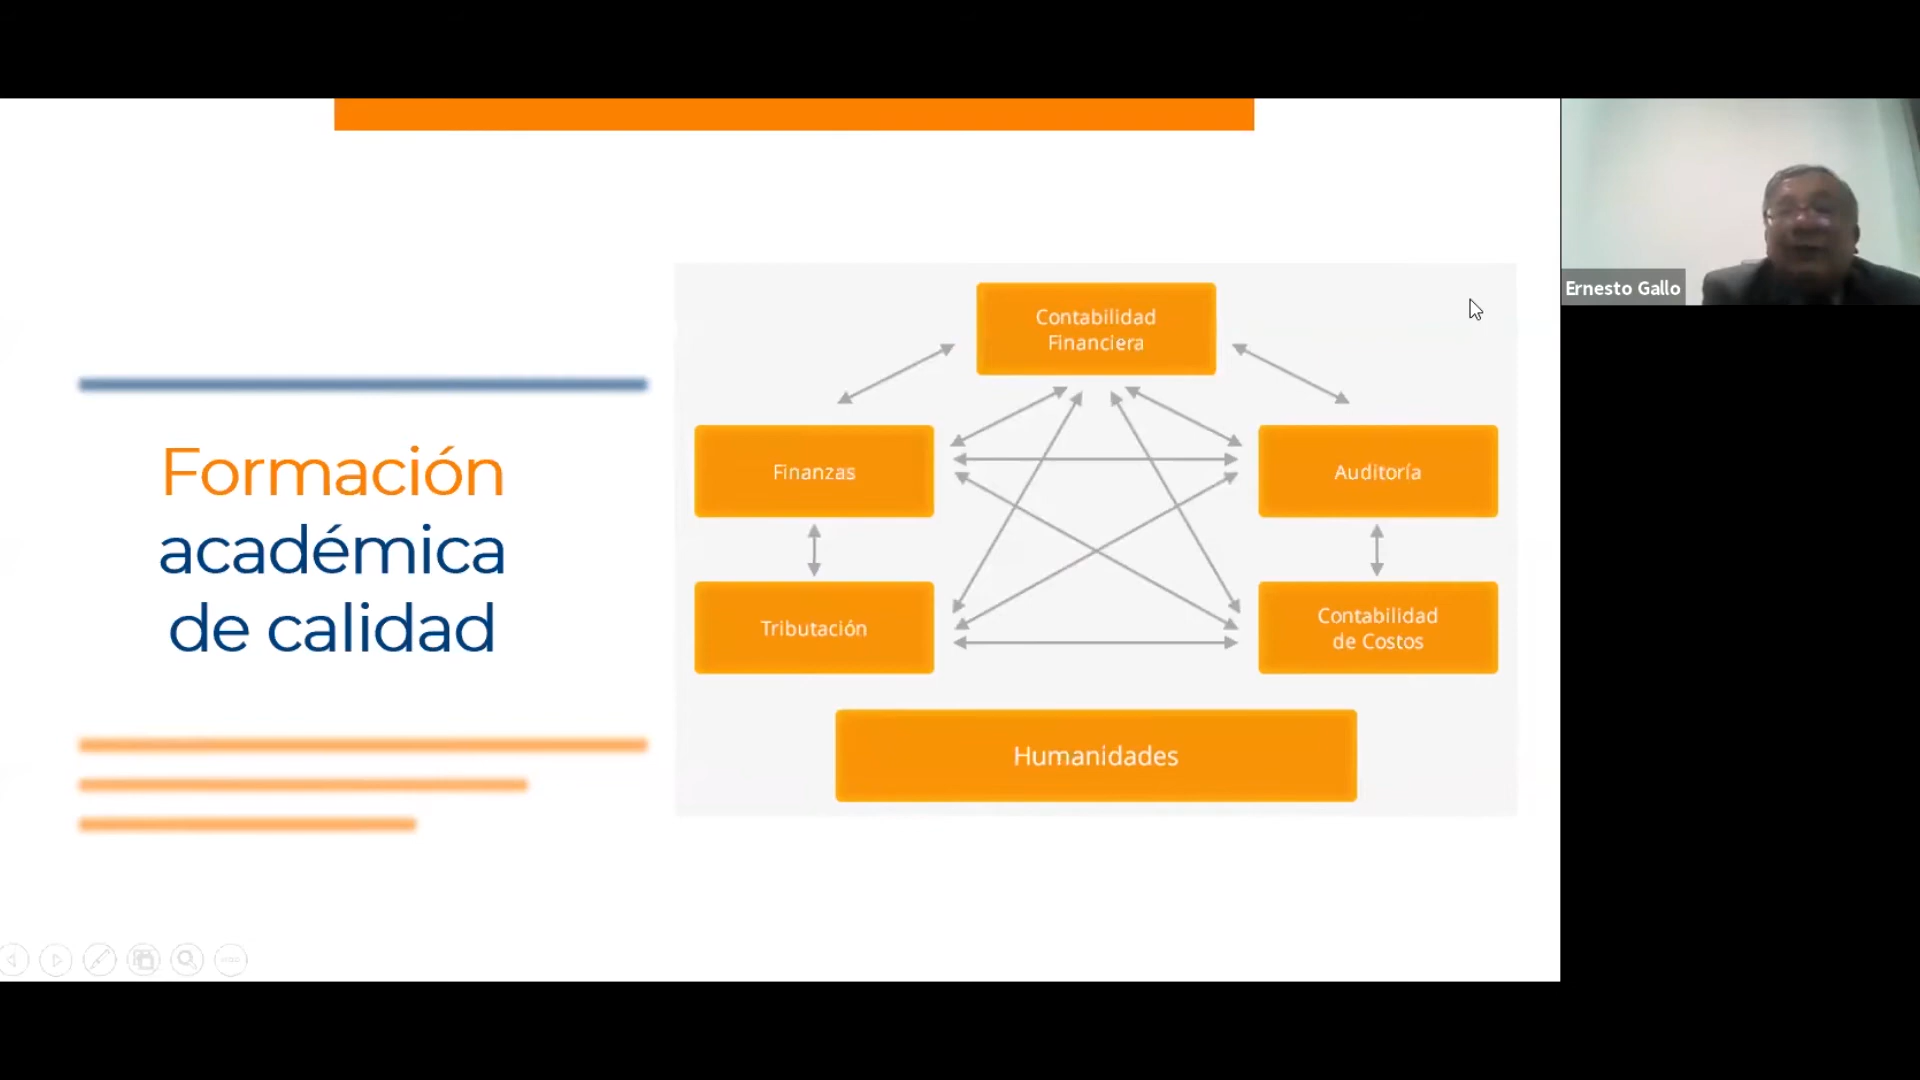 Formación
académica
de calidad
Contabilidad
Financiera
Finanzas
Auditoría
Tributación
Contabilidad
de Costos
Humanidades
Ernesto Gallo